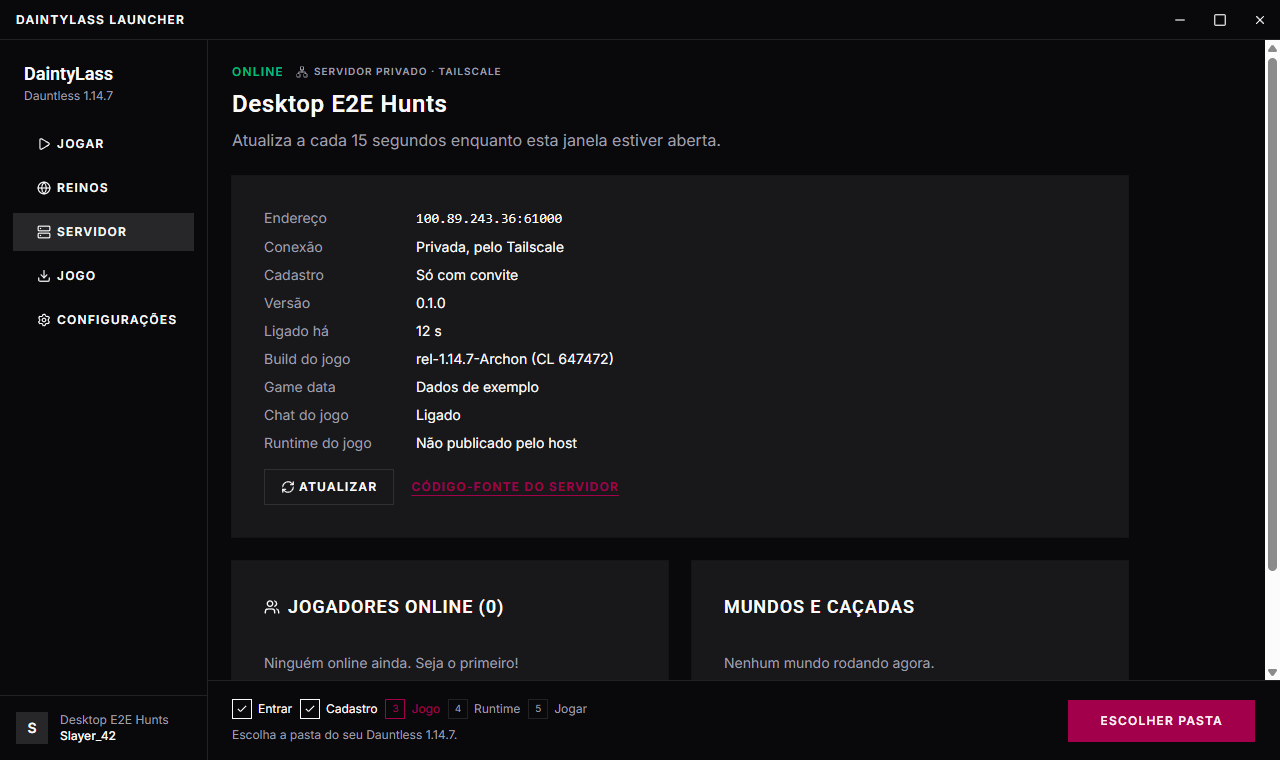 DAINTYLASS LAUNCHER
DaintyLass
Dauntless 1.14.7
JOGAR
REINOS
SERVIDOR
JOGO
CONFIGURAÇÕES
S
Desktop E2E Hunts
Slayer_42
ONLINE SERVIDOR PRIVADO · TAILSCALE
Desktop E2E Hunts
Atualiza a cada 15 segundos enquanto esta janela estiver aberta.
Endereço 100.89.243.36:61000
Conexão Privada, pelo Tailscale
Cadastro Só com convite
Versão 0.1.0
Ligado há 12 s
Build do jogo rel-1.14.7-Archon (CL 647472)
Game data Dados de exemplo
Chat do jogo Ligado
Runtime do jogo Não publicado pelo host
ATUALIZAR CÓDIGO-FONTE DO SERVIDOR
JOGADORES ONLINE (0)
Ninguém online ainda. Seja o primeiro!
MUNDOS E CAÇADAS
Nenhum mundo rodando agora.
Entrar Cadastro 3 Jogo 4 Runtime 5 Jogar
Escolha a pasta do seu Dauntless 1.14.7.
ESCOLHER PASTA